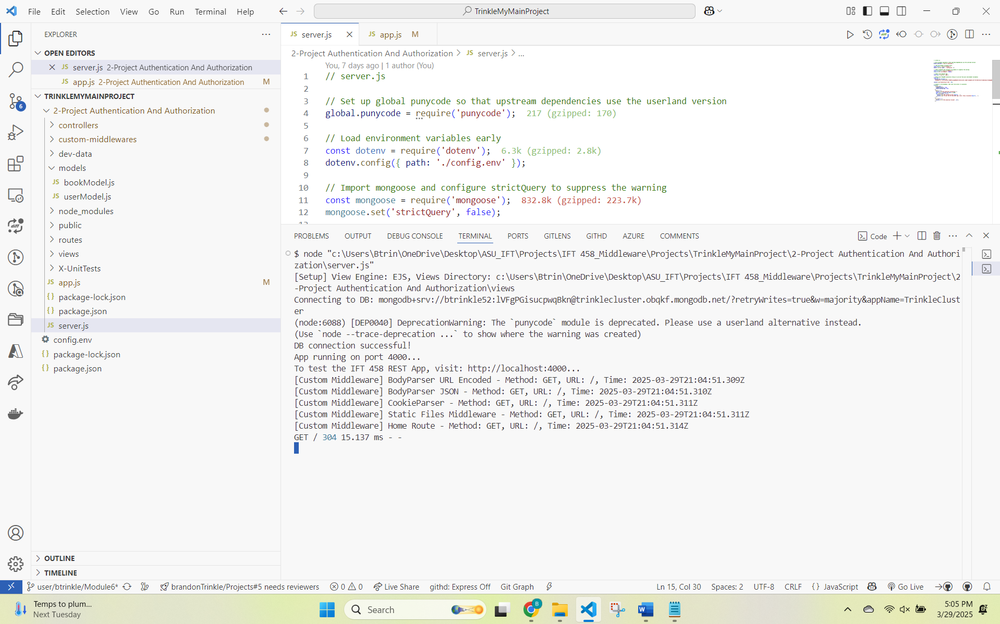 File Edit Selection View Go Run Terminal Help
TrinkleMyMainProject
EXPLORER
OPEN EDITORS
JS server.js 2-Project Authentication And Authorization
JS app.js 2-Project Authentication And Authorization M
TRINKLEMYMAINPROJECT
2-Project Authentication And Authorization
controllers
custom-middlewares
dev-data
models
JS bookModel.js
JS userModel.js
node_modules
public
routes
views
X-UnitTests
JS app.js M
{} package-lock.json
{} package.json
JS server.js
config.env
{} package-lock.json
{} package.json
OUTLINE
TIMELINE
6
diff
JS server.js
JS app.js M
diff
2-Project Authentication And Authorization > JS server.js > ...
You, 7 days ago | 1 author (You)
1 // server.js
2
3 // Set up global punycode so that upstream dependencies use the userland version
4 global.punycode = require('punycode'); 217 (gzipped: 170)
5
6 // Load environment variables early
7 const dotenv = require('dotenv'); 6.3k (gzipped: 2.8k)
8 dotenv.config({ path: './config.env' });
9
10 // Import mongoose and configure strictQuery to suppress the warning
11 const mongoose = require('mongoose'); 832.8k (gzipped: 223.7k)
12 mongoose.set('strictQuery', false);
13
PROBLEMS OUTPUT DEBUG CONSOLE TERMINAL PORTS GITLENS GITHD AZURE COMMENTS
Code
$ node "c:\Users\Btrin\OneDrive\Desktop\ASU_IFT\Projects\IFT 458_Middleware\Projects\TrinkleMyMainProject\2-Project Authentication And Authori
zation\server.js"
[Setup] View Engine: EJS, Views Directory: c:\Users\Btrin\OneDrive\Desktop\ASU_IFT\Projects\IFT 458_Middleware\Projects\TrinkleMyMainProject\2
-Project Authentication And Authorization\views
Connecting to DB: mongodb+srv://btrinkle52:lVFgPGisucpwqBkn@trinklecluster.obqkf.mongodb.net/?retryWrites=true&w=majority&appName=TrinkleClust
er
(node:6088) [DEP0040] DeprecationWarning: The `punycode` module is deprecated. Please use a userland alternative instead.
(Use `node --trace-deprecation ...` to show where the warning was created)
DB connection successful!
App running on port 4000...
To test the IFT 458 REST App, visit: http://localhost:4000...
[Custom Middleware] BodyParser URL Encoded - Method: GET, URL: /, Time: 2025-03-29T21:04:51.309Z
[Custom Middleware] BodyParser JSON - Method: GET, URL: /, Time: 2025-03-29T21:04:51.310Z
[Custom Middleware] CookieParser - Method: GET, URL: /, Time: 2025-03-29T21:04:51.311Z
[Custom Middleware] Static Files Middleware - Method: GET, URL: /, Time: 2025-03-29T21:04:51.311Z
[Custom Middleware] Home Route - Method: GET, URL: /, Time: 2025-03-29T21:04:51.314Z
GET / 304 15.137 ms - -
user/btrinkle/Module6* brandonTrinkle/Projects#5 needs reviewers 0 0 Live Share githd: Express Off Git Graph Ln 15, Col 30 Spaces: 2 UTF-8 CRLF {} JavaScript Go Live
Temps to plum...
Next Tuesday
Search
B
W
5:05 PM
3/29/2025